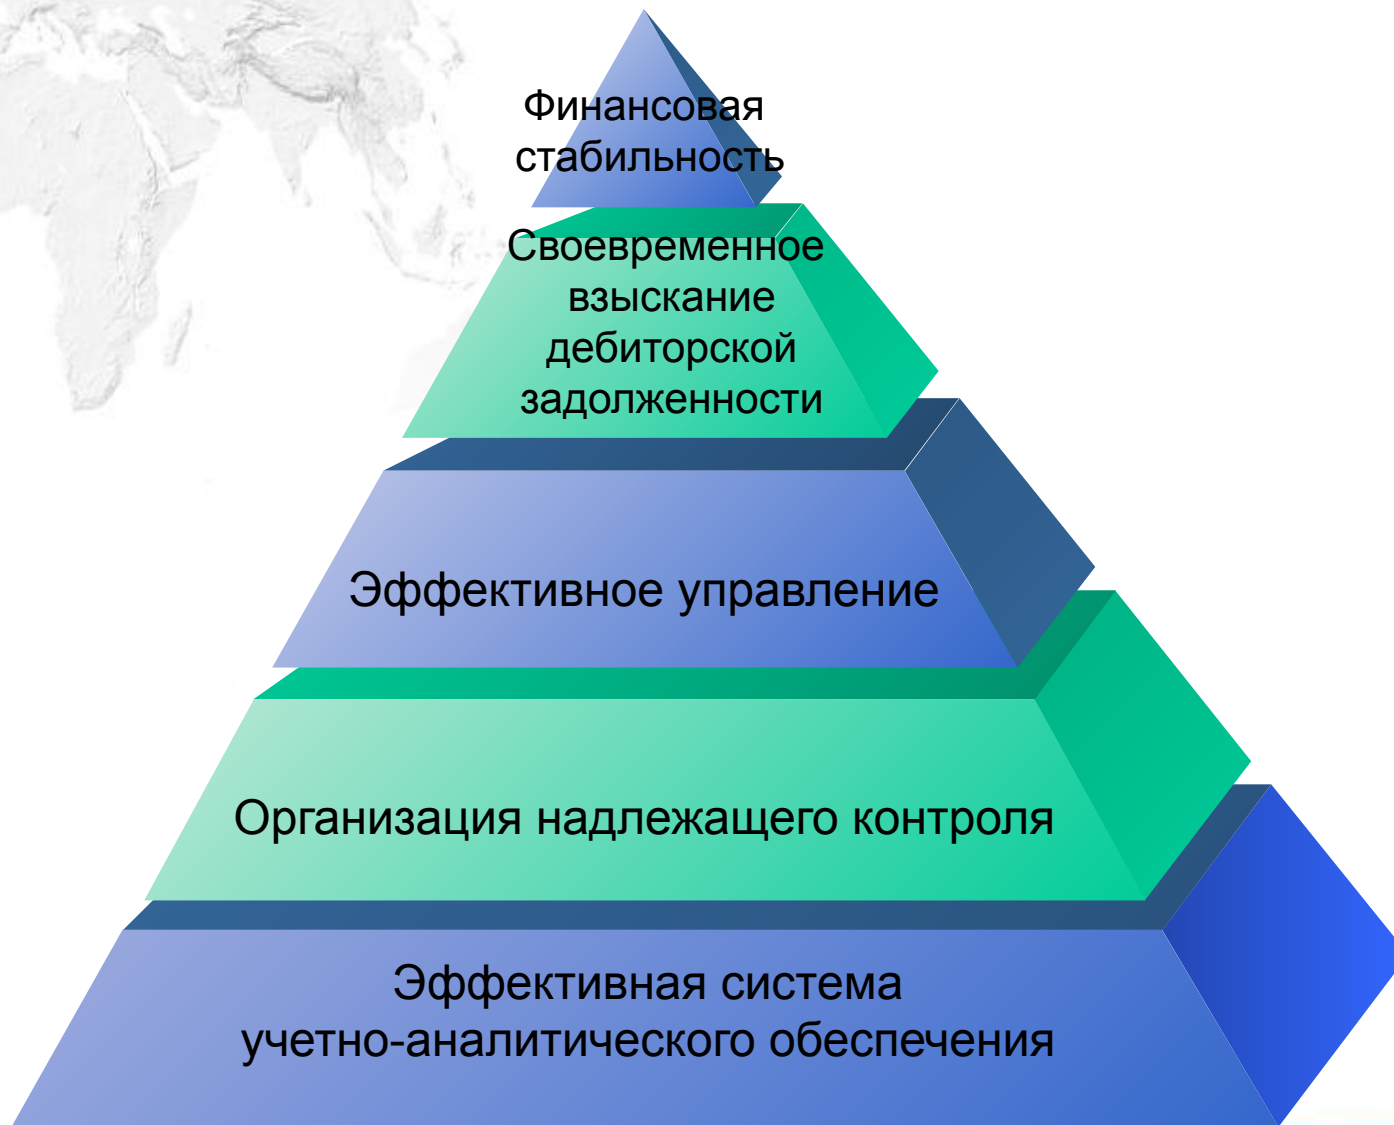 Финансовая
стабильность
Своевременное
взыскание
дебиторской
задолженности
Эффективное управление
Организация надлежащего контроля
Эффективная система
учетно-аналитического обеспечения